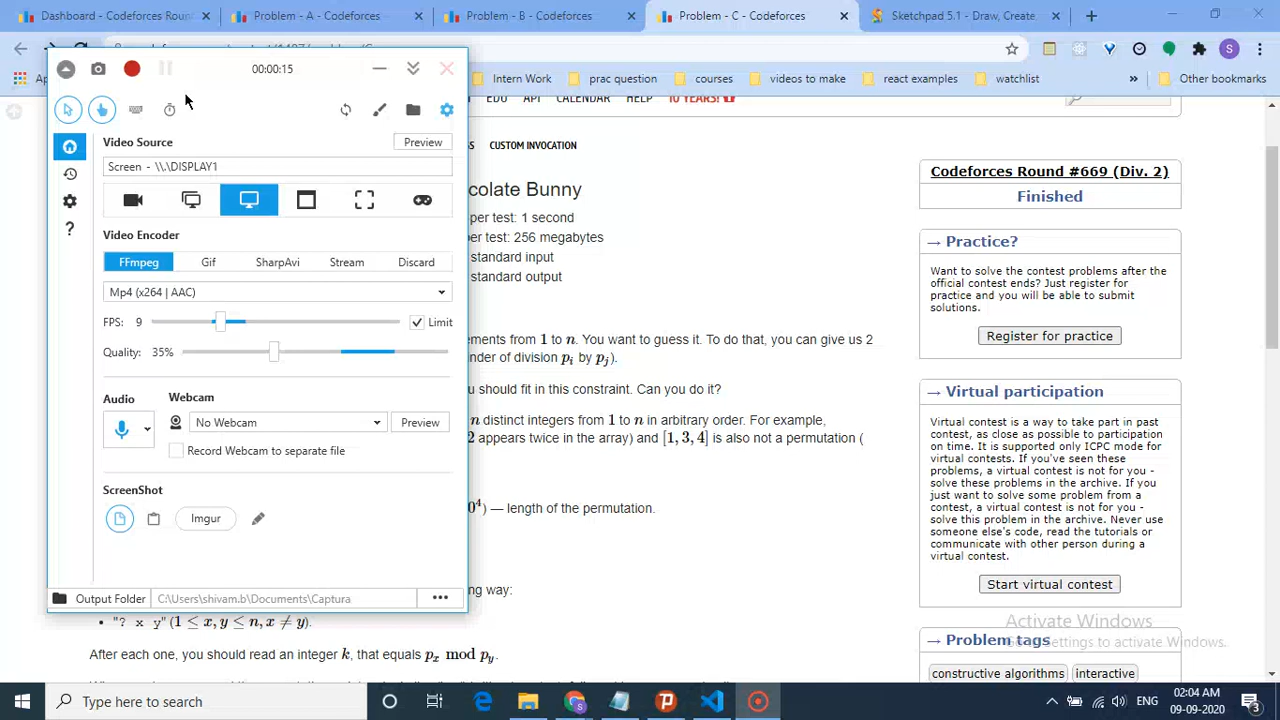 Dashboard - Codeforces Roun
Problem - A - Codeforces
Problem - B - Codeforces
Problem - C - Codeforces
Sketchpad 5.1 - Draw, Create
S
00:00:15
Intern Work
prac question
courses
videos to make
react examples
watchlist
Other bookmarks
EDU API CALENDAR HELP 10 YEARS!
CUSTOM INVOCATION
Video Source
Preview
Screen - \\.\DISPLAY1
Video Encoder
FFmpeg
Gif
SharpAvi
Stream
Discard
Mp4 (x264 | AAC)
FPS: 9
Limit
Quality: 35%
Audio
Webcam
No Webcam
Preview
Record Webcam to separate file
ScreenShot
Imgur
Output Folder
C:\Users\shivam.b\Documents\Captura
colate Bunny
per test: 1 second
per test: 256 megabytes
standard input
standard output
ements from 1 to n. You want to guess it. To do that, you can give us 2
nder of division pᵢ by pⱼ).
u should fit in this constraint. Can you do it?
n distinct integers from 1 to n in arbitrary order. For example,
2 appears twice in the array) and [1, 3, 4] is also not a permutation (
0⁴) — length of the permutation.
ng way:
• "? x y" (1 ≤ x, y ≤ n, x ≠ y).
After each one, you should read an integer k, that equals pₓ mod pᵧ.
Codeforces Round #669 (Div. 2)
Finished
→ Practice?
Want to solve the contest problems after the
official contest ends? Just register for
practice and you will be able to submit
solutions.
Register for practice
→ Virtual participation
Virtual contest is a way to take part in past
contest, as close as possible to participation
on time. It is supported only ICPC mode for
virtual contests. If you've seen these
problems, a virtual contest is not for you -
solve these problems in the archive. If you
just want to solve some problem from a
contest, a virtual contest is not for you -
solve this problem in the archive. Never use
someone else's code, read the tutorials or
communicate with other person during a
virtual contest.
Start virtual contest
Activate Windows
Go to Settings to activate Windows.
→ Problem tags
constructive algorithms
interactive
Type here to search
ENG
02:04 AM
09-09-2020
3